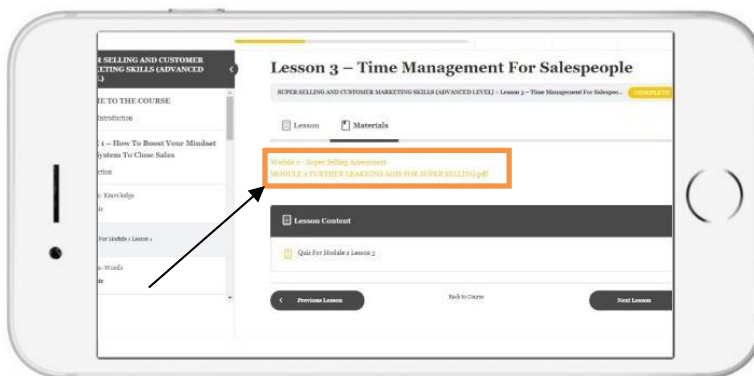 R SELLING AND CUSTOMER
ETING SKILLS (ADVANCED
L)
E TO THE COURSE
Introduction
1 – How To Boost Your Mindset
System To Close Sales
ction
- Knowledge
For Module 1 Lesson 1
2- Words
Lesson 3 – Time Management For Salespeople
SUPER SELLING AND CUSTOMER MARKETING SKILLS (ADVANCED LEVEL) > Lesson 3 – Time Management For Salespeo...
COMPLETE
Lesson
Materials
Module 2 - Super Selling Assessment
MODULE 2 FURTHER LEARNING AIDS FOR SUPER SELLING pdf
Lesson Content
Quiz For Module 2 Lesson 3
Previous Lesson
Back to Course
Next Lesson